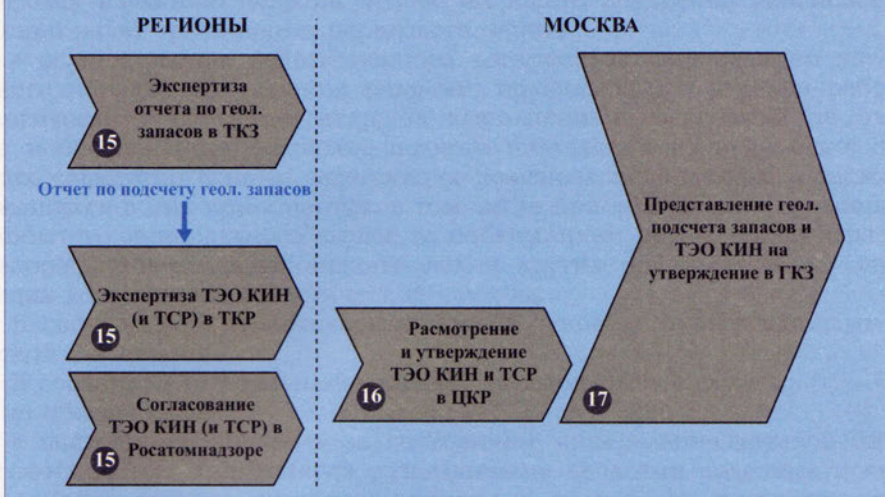 РЕГИОНЫ
МОСКВА
Экспертиза
отчета по геол.
запасов в ТКЗ
15
Отчет по подсчету геол. запасов
Экспертиза ТЭО КИН
(и ТСР) в ТКР
15
Согласование
ТЭО КИН (и ТСР) в
Росатомнадзоре
15
Расмотрение
и утверждение
ТЭО КИН и ТСР
в ЦКР
16
Представление геол.
подсчета запасов и
ТЭО КИН на
утверждение в ГКЗ
17